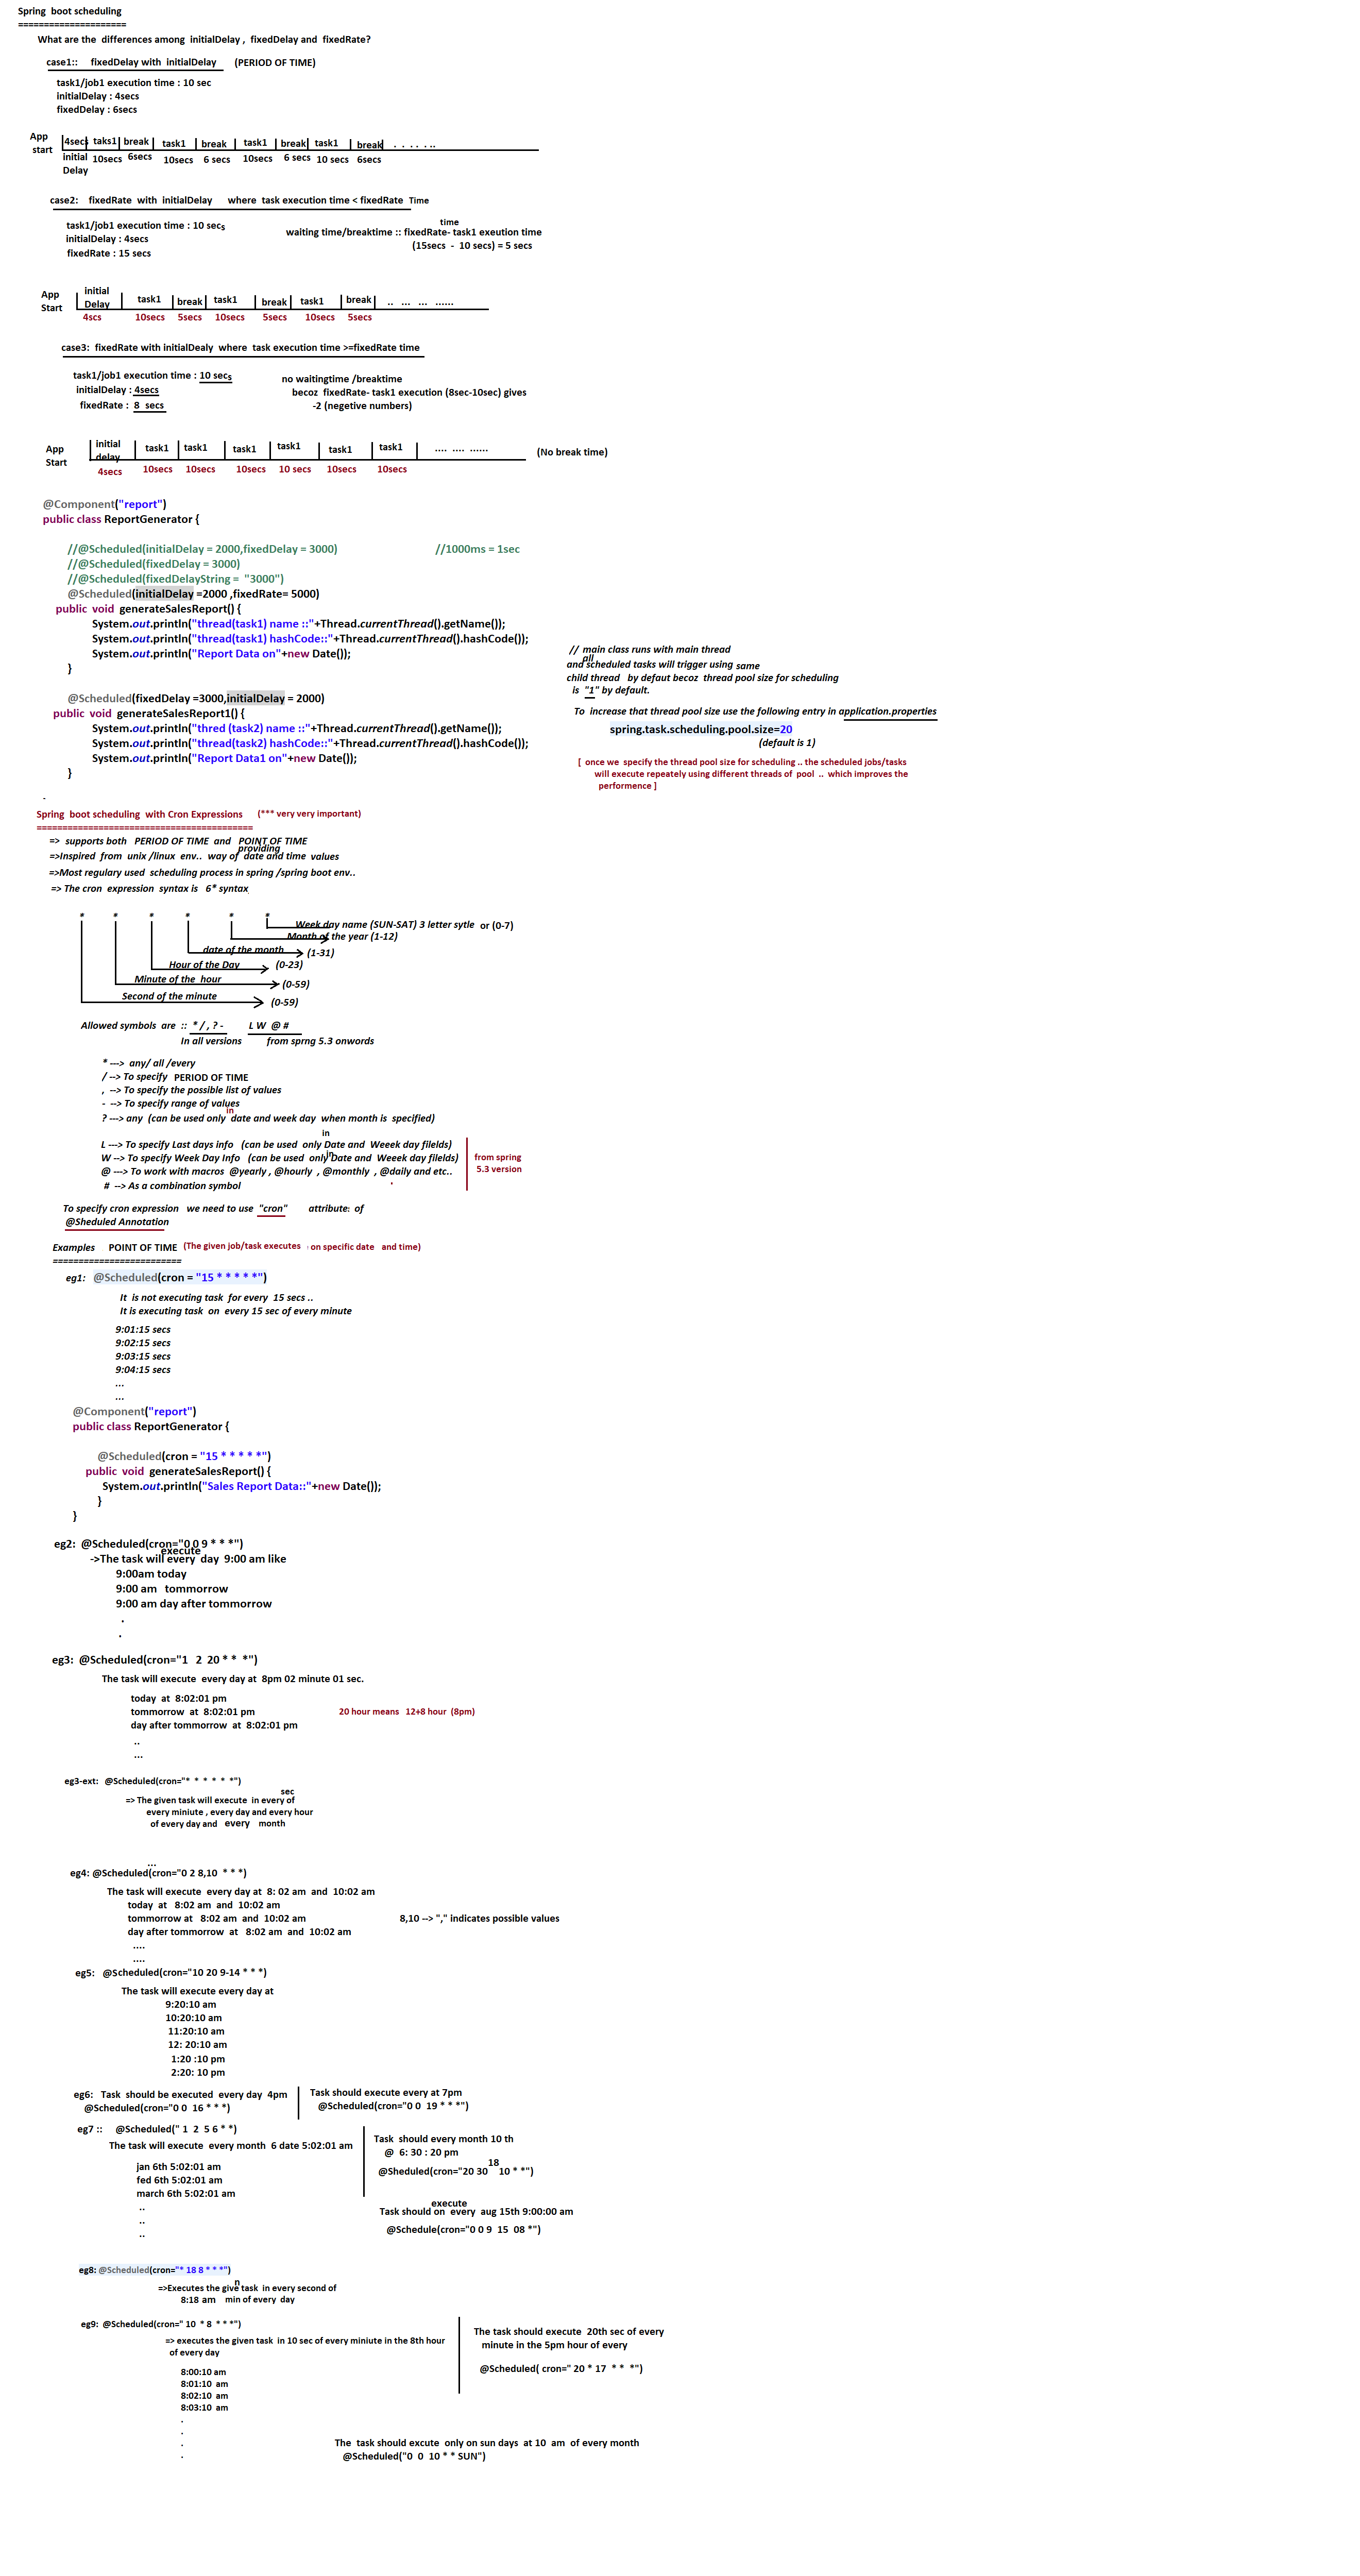 Spring boot scheduling
=====================
What are the differences among initialDelay , fixedDelay and fixedRate?
case1:: fixedDelay with initialDelay (PERIOD OF TIME)
task1/job1 execution time : 10 sec
initialDelay : 4secs
fixedDelay : 6secs
App start
4secs taks1 break task1 break task1 break task1 break . . . . . ..
initial Delay 10secs 6secs 10secs 6 secs 10secs 6 secs 10 secs 6secs
case2: fixedRate with initialDelay where task execution time < fixedRate Time
task1/job1 execution time : 10 secs
initialDelay : 4secs
fixedRate : 15 secs
time
waiting time/breaktime :: fixedRate- task1 exeution time
(15secs - 10 secs) = 5 secs
App Start
initial Delay task1 break task1 break task1 break .. ... ... ......
4scs 10secs 5secs 10secs 5secs 10secs 5secs
case3: fixedRate with initialDealy where task execution time >=fixedRate time
task1/job1 execution time : 10 secs
initialDelay : 4secs
fixedRate : 8 secs
no waitingtime /breaktime
becoz fixedRate- task1 execution (8sec-10sec) gives
-2 (negetive numbers)
App Start
initial delay task1 task1 task1 task1 task1 task1 .... .... ...... (No break time)
4secs 10secs 10secs 10secs 10 secs 10secs 10secs
@Component("report")
public class ReportGenerator {
//@Scheduled(initialDelay = 2000,fixedDelay = 3000) //1000ms = 1sec
//@Scheduled(fixedDelay = 3000)
//@Scheduled(fixedDelayString = "3000")
@Scheduled(initialDelay =2000 ,fixedRate= 5000)
public void generateSalesReport() {
System.out.println("thread(task1) name ::"+Thread.currentThread().getName());
System.out.println("thread(task1) hashCode::"+Thread.currentThread().hashCode());
System.out.println("Report Data on"+new Date());
}
@Scheduled(fixedDelay =3000,initialDelay = 2000)
public void generateSalesReport1() {
System.out.println("thred (task2) name ::"+Thread.currentThread().getName());
System.out.println("thread(task2) hashCode::"+Thread.currentThread().hashCode());
System.out.println("Report Data1 on"+new Date());
}
// main class runs with main thread
all
and scheduled tasks will trigger using same
child thread by defaut becoz thread pool size for scheduling
is "1" by default.
To increase that thread pool size use the following entry in application.properties
spring.task.scheduling.pool.size=20
(default is 1)
[ once we specify the thread pool size for scheduling .. the scheduled jobs/tasks
will execute repeately using different threads of pool .. which improves the
performence ]
Spring boot scheduling with Cron Expressions (*** very very important)
==========================================
=> supports both PERIOD OF TIME and POINT OF TIME
providing
=>Inspired from unix /linux env.. way of date and time values
=>Most regulary used scheduling process in spring /spring boot env..
=> The cron expression syntax is 6* syntax
* * * * * *
Week day name (SUN-SAT) 3 letter sytle or (0-7)
Month of the year (1-12)
date of the month (1-31)
Hour of the Day (0-23)
Minute of the hour (0-59)
Second of the minute (0-59)
Allowed symbols are :: * / , ? - L W @ #
In all versions from sprng 5.3 onwords
* ---> any/ all /every
/ --> To specify PERIOD OF TIME
, --> To specify the possible list of values
- --> To specify range of values
in
? ---> any (can be used only date and week day when month is specified)
in
L ---> To specify Last days info (can be used only Date and Weeek day filelds)
in
W --> To specify Week Day Info (can be used only Date and Weeek day filelds)
@ ---> To work with macros @yearly , @hourly , @monthly , @daily and etc..
# --> As a combination symbol
from spring
5.3 version
To specify cron expression we need to use "cron" attribute: of
@Sheduled Annotation
Examples POINT OF TIME (The given job/task executes on specific date and time)
=========================
eg1: @Scheduled(cron = "15 * * * * *")
It is not executing task for every 15 secs ..
It is executing task on every 15 sec of every minute
9:01:15 secs
9:02:15 secs
9:03:15 secs
9:04:15 secs
...
...
@Component("report")
public class ReportGenerator {
@Scheduled(cron = "15 * * * * *")
public void generateSalesReport() {
System.out.println("Sales Report Data::"+new Date());
}
}
eg2: @Scheduled(cron="0 0 9 * * *")
execute
->The task will every day 9:00 am like
9:00am today
9:00 am tommorrow
9:00 am day after tommorrow
.
.
eg3: @Scheduled(cron="1 2 20 * * *")
The task will execute every day at 8pm 02 minute 01 sec.
today at 8:02:01 pm
tommorrow at 8:02:01 pm 20 hour means 12+8 hour (8pm)
day after tommorrow at 8:02:01 pm
..
...
eg3-ext: @Scheduled(cron="* * * * * *")
sec
=> The given task will execute in every of
every miniute , every day and every hour
of every day and every month
...
eg4: @Scheduled(cron="0 2 8,10 * * *)
The task will execute every day at 8: 02 am and 10:02 am
today at 8:02 am and 10:02 am
tommorrow at 8:02 am and 10:02 am 8,10 --> "," indicates possible values
day after tommorrow at 8:02 am and 10:02 am
....
....
eg5: @Scheduled(cron="10 20 9-14 * * *)
The task will execute every day at
9:20:10 am
10:20:10 am
11:20:10 am
12: 20:10 am
1:20 :10 pm
2:20: 10 pm
eg6: Task should be executed every day 4pm
@Scheduled(cron="0 0 16 * * *)
Task should execute every at 7pm
@Scheduled(cron="0 0 19 * * *")
eg7 :: @Scheduled(" 1 2 5 6 * *)
The task will execute every month 6 date 5:02:01 am
jan 6th 5:02:01 am
fed 6th 5:02:01 am
march 6th 5:02:01 am
..
..
..
Task should every month 10 th
@ 6: 30 : 20 pm
18
@Sheduled(cron="20 30 10 * *")
execute
Task should on every aug 15th 9:00:00 am
@Schedule(cron="0 0 9 15 08 *")
eg8: @Scheduled(cron="* 18 8 * * *")
n
=>Executes the give task in every second of
8:18 am min of every day
eg9: @Scheduled(cron=" 10 * 8 * * *")
=> executes the given task in 10 sec of every miniute in the 8th hour
of every day
8:00:10 am
8:01:10 am
8:02:10 am
8:03:10 am
.
.
.
.
The task should execute 20th sec of every
minute in the 5pm hour of every
@Scheduled( cron=" 20 * 17 * * *")
The task should excute only on sun days at 10 am of every month
@Scheduled("0 0 10 * * SUN")